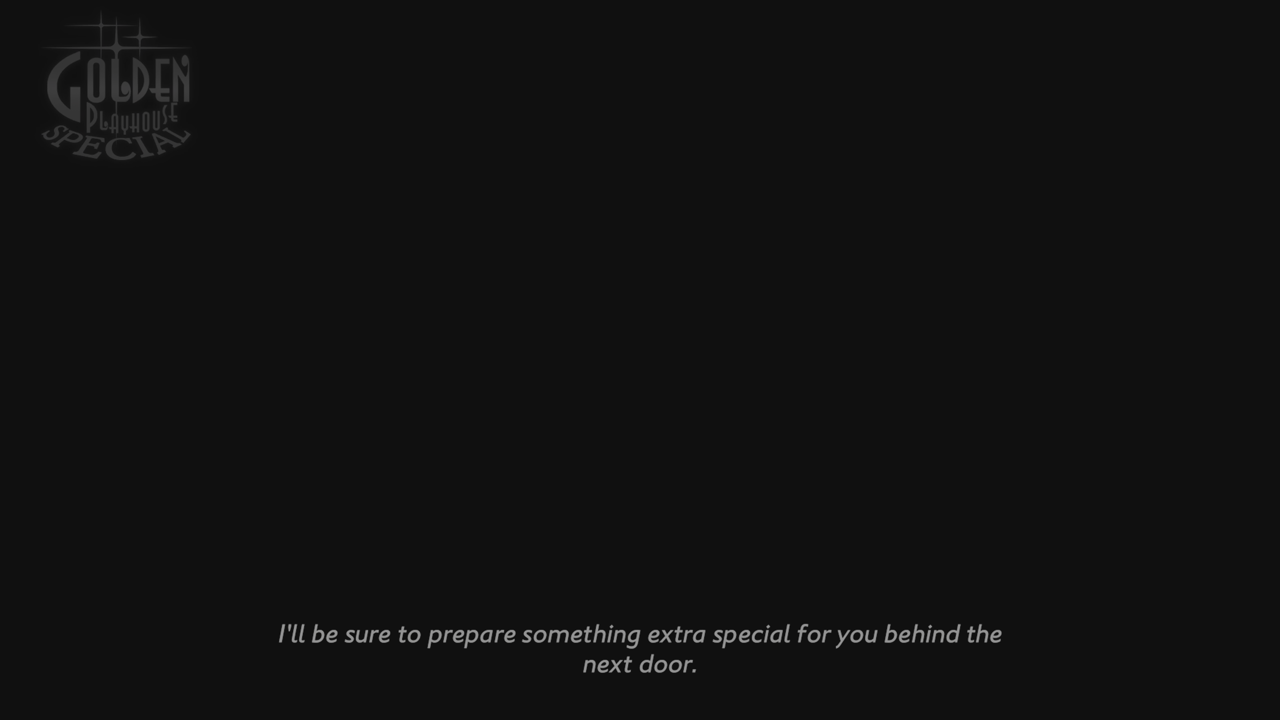 GOLDEN
PLAYHOUSE
SPECIAL
I'll be sure to prepare something extra special for you behind the
next door.